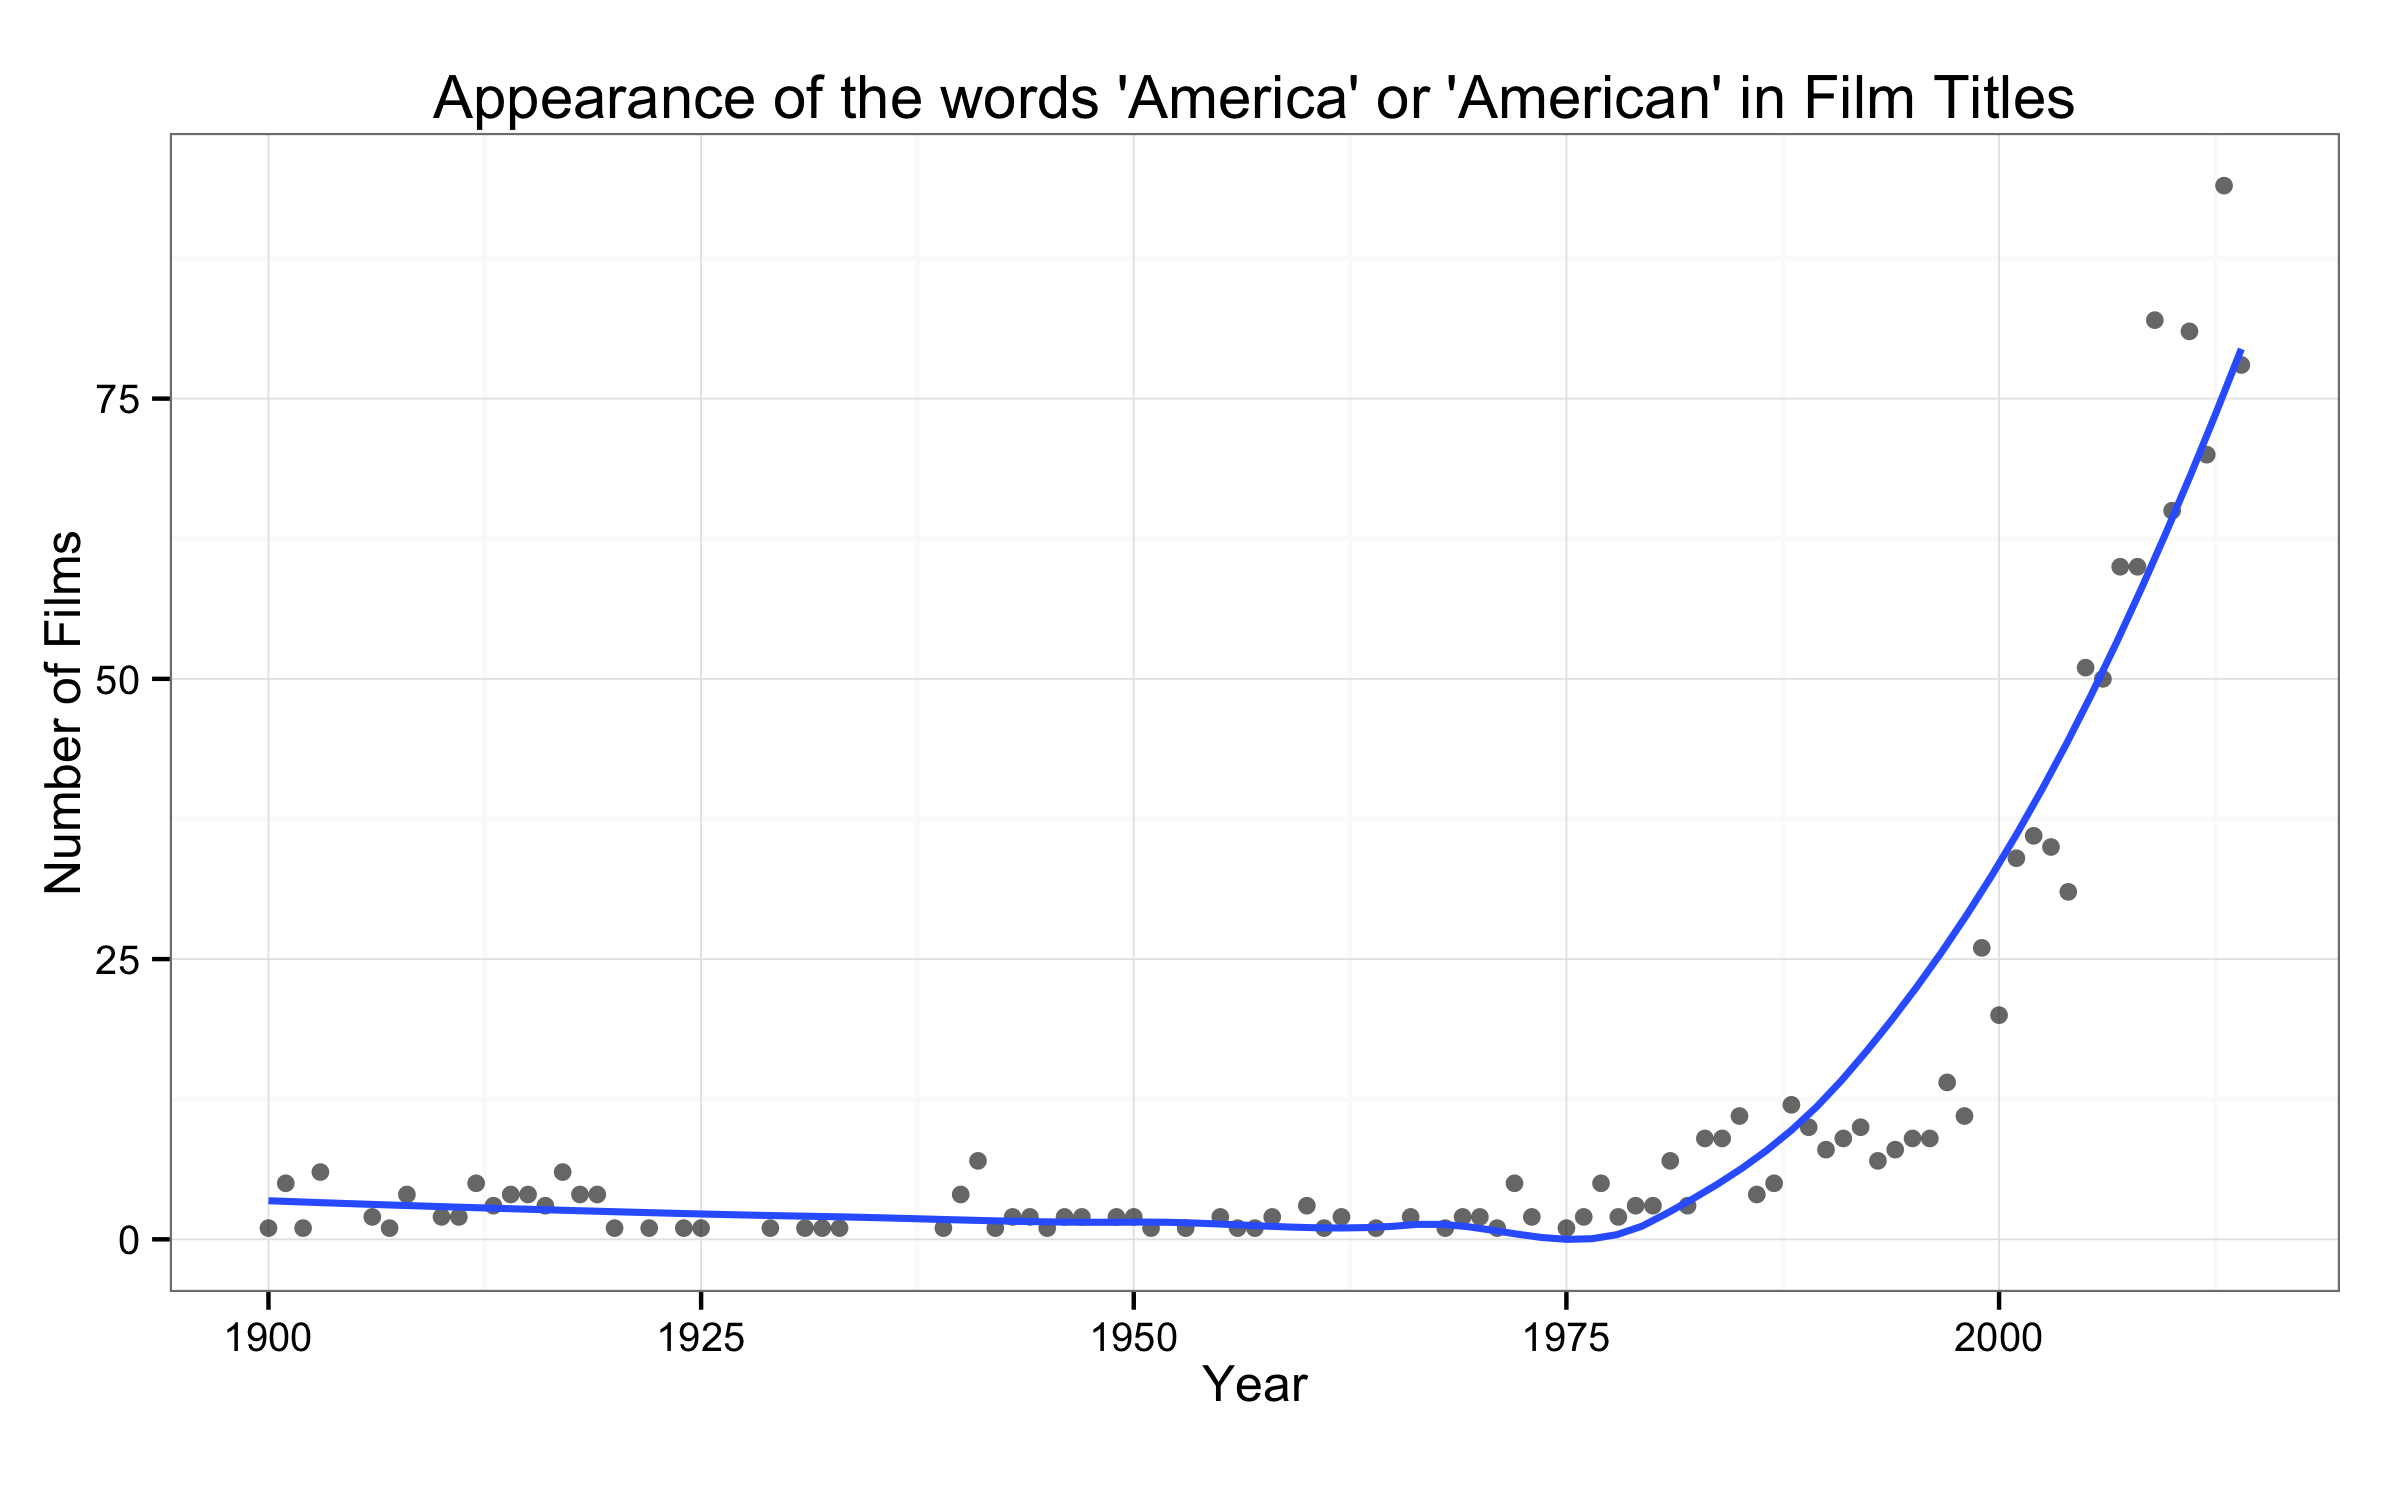 Appearance of the words 'America' or 'American' in Film Titles
Number of Films
75
50
25
0
1900 1925 1950 1975 2000
Year